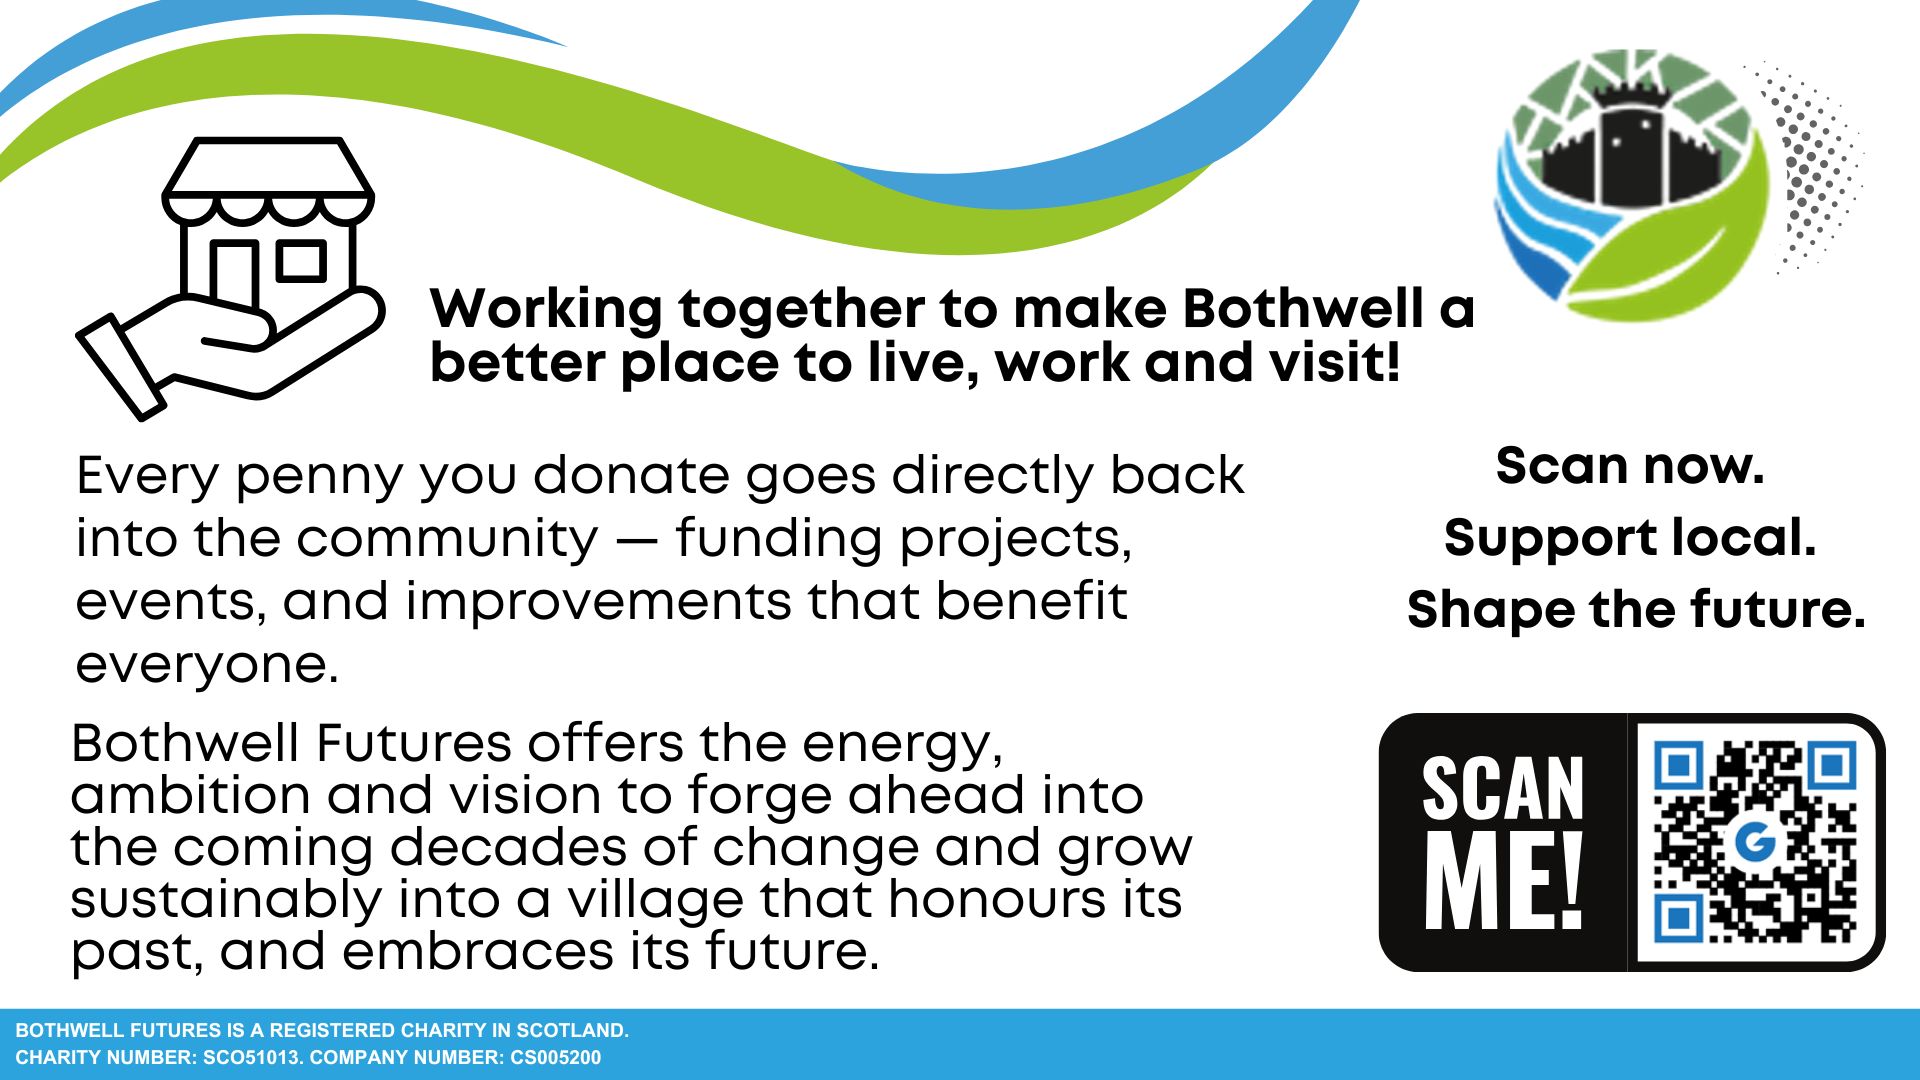 Working together to make Bothwell a
better place to live, work and visit!
Every penny you donate goes directly back
into the community — funding projects,
events, and improvements that benefit
everyone.
Bothwell Futures offers the energy,
ambition and vision to forge ahead into
the coming decades of change and grow
sustainably into a village that honours its
past, and embraces its future.
Scan now.
Support local.
Shape the future.
SCAN
ME!
G
BOTHWELL FUTURES IS A REGISTERED CHARITY IN SCOTLAND.
CHARITY NUMBER: SCO51013. COMPANY NUMBER: CS005200